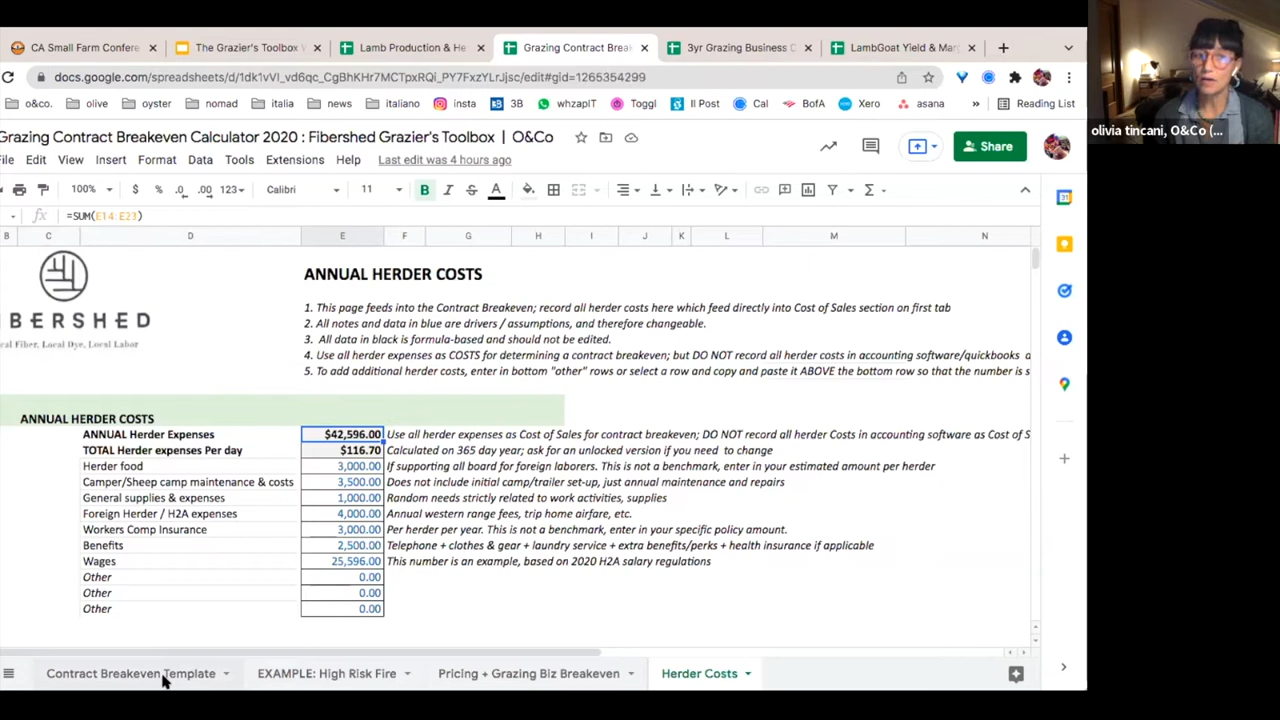 CA Small Farm Confere
The Grazier's Toolbox
Lamb Production & He
Grazing Contract Break
3yr Grazing Business C
LambGoat Yield & Mar
docs.google.com/spreadsheets/d/1dk1vVI_vd6qc_CgBhKHr7MCTpxRQi_PY7FxzYLrJjsc/edit#gid=1265354299
o&co.
olive
oyster
nomad
italia
news
italiano
insta
3B
whzapIT
Toggl
Il Post
Cal
BofA
Xero
asana
»
Reading List
Grazing Contract Breakeven Calculator 2020 : Fibershed Grazier's Toolbox | O&Co
File Edit View Insert Format Data Tools Extensions Help Last edit was 4 hours ago
Share
100% $ % .0 .00 123 Calibri 11 B I S A
fx =SUM(E14:E23)
B C D E F G H I J K L M N
IBERSHED
cal Fiber, Local Dye, Local Labor
ANNUAL HERDER COSTS
1. This page feeds into the Contract Breakeven; record all herder costs here which feed directly into Cost of Sales section on first tab
2. All notes and data in blue are drivers / assumptions, and therefore changeable.
3. All data in black is formula-based and should not be edited.
4. Use all herder expenses as COSTS for determining a contract breakeven; but DO NOT record all herder costs in accounting software/quickbooks a
5. To add additional herder costs, enter in bottom "other" rows or select a row and copy and paste it ABOVE the bottom row so that the number is s
ANNUAL HERDER COSTS
ANNUAL Herder Expenses $42,596.00 Use all herder expenses as Cost of Sales for contract breakeven; DO NOT record all herder Costs in accounting software as Cost of S
TOTAL Herder expenses Per day $116.70 Calculated on 365 day year; ask for an unlocked version if you need to change
Herder food 3,000.00 If supporting all board for foreign laborers. This is not a benchmark, enter in your estimated amount per herder
Camper/Sheep camp maintenance & costs 3,500.00 Does not include initial camp/trailer set-up, just annual maintenance and repairs
General supplies & expenses 1,000.00 Random needs strictly related to work activities, supplies
Foreign Herder / H2A expenses 4,000.00 Annual western range fees, trip home airfare, etc.
Workers Comp Insurance 3,000.00 Per herder per year. This is not a benchmark, enter in your specific policy amount.
Benefits 2,500.00 Telephone + clothes & gear + laundry service + extra benefits/perks + health insurance if applicable
Wages 25,596.00 This number is an example, based on 2020 H2A salary regulations
Other 0.00
Other 0.00
Other 0.00
Contract Breakeven Template
EXAMPLE: High Risk Fire
Pricing + Grazing Biz Breakeven
Herder Costs
olivia tincani, O&Co (...